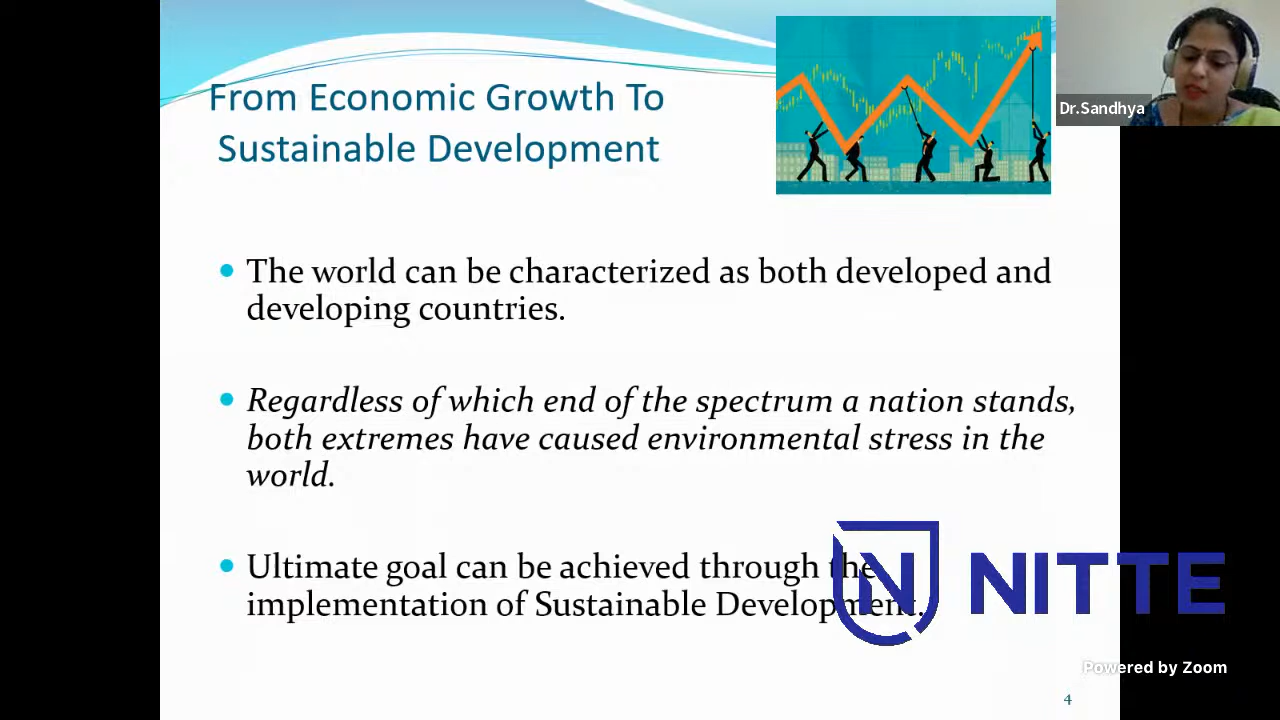 From Economic Growth To
Sustainable Development
Dr.Sandhya
The world can be characterized as both developed and
developing countries.
Regardless of which end of the spectrum a nation stands,
both extremes have caused environmental stress in the
world.
Ultimate goal can be achieved through the
implementation of Sustainable Development.
N NITTE
Powered by Zoom
4